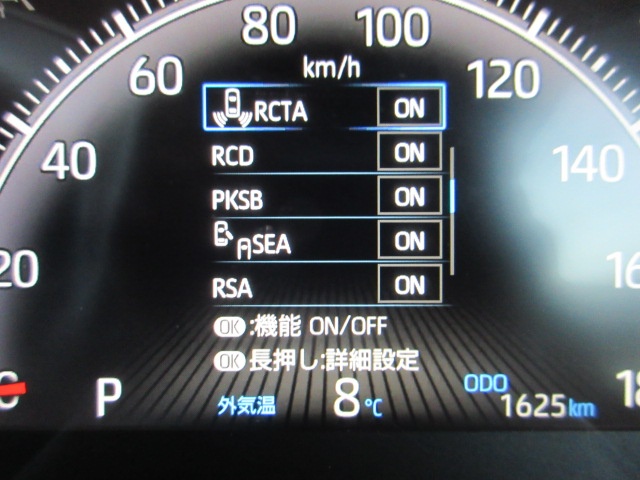 80 100
km/h
60 120
RCTA ON
RCD ON
40 140
PKSB ON
SEA ON
20 16
RSA ON
OK:機能 ON/OFF
OK長押し:詳細設定
C P 外気温 8℃ ODO 1625km 18